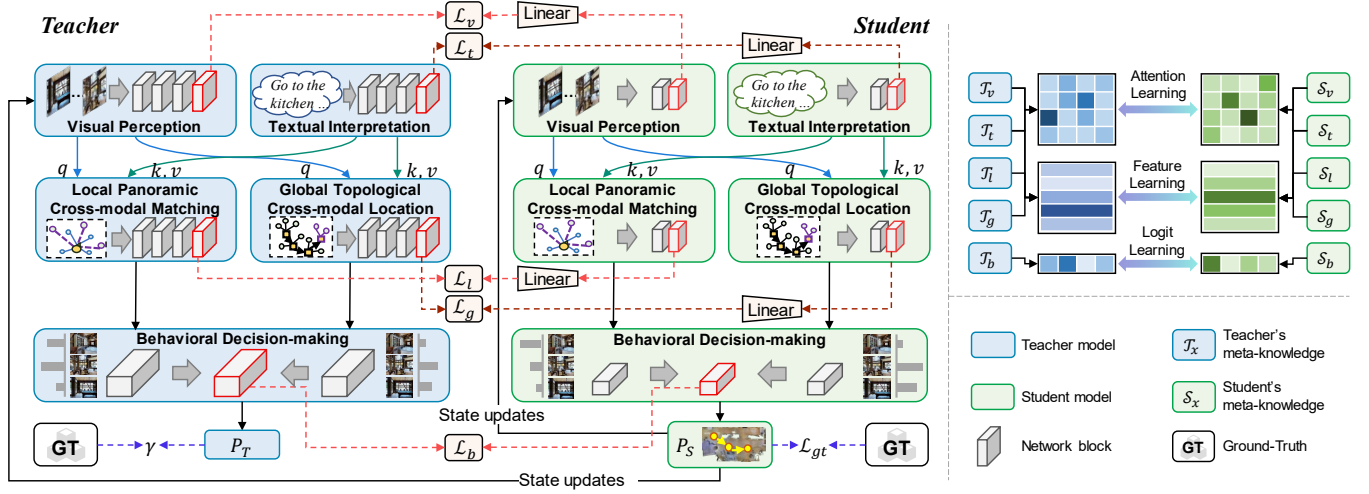 Teacher
Student
ℒ_v
Linear
ℒ_t
Linear
Go to the
kitchen ...
Visual Perception
Textual Interpretation
Go to the
kitchen ...
Visual Perception
Textual Interpretation
q
q
k, v
k, v
q
q
k, v
k, v
Local Panoramic
Cross-modal Matching
Global Topological
Cross-modal Location
Local Panoramic
Cross-modal Matching
Global Topological
Cross-modal Location
ℒ_l
Linear
ℒ_g
Linear
Behavioral Decision-making
Behavioral Decision-making
State updates
GT
γ
P_T
ℒ_b
P_S
ℒ_gt
GT
State updates
𝒯_v
Attention
Learning
𝒮_v
𝒯_t
𝒮_t
𝒯_l
Feature
Learning
𝒮_l
𝒯_g
𝒮_g
Logit
Learning
𝒯_b
𝒮_b
Teacher model
𝒯_x
Teacher's
meta-knowledge
Student model
𝒮_x
Student's
meta-knowledge
Network block
GT
Ground-Truth